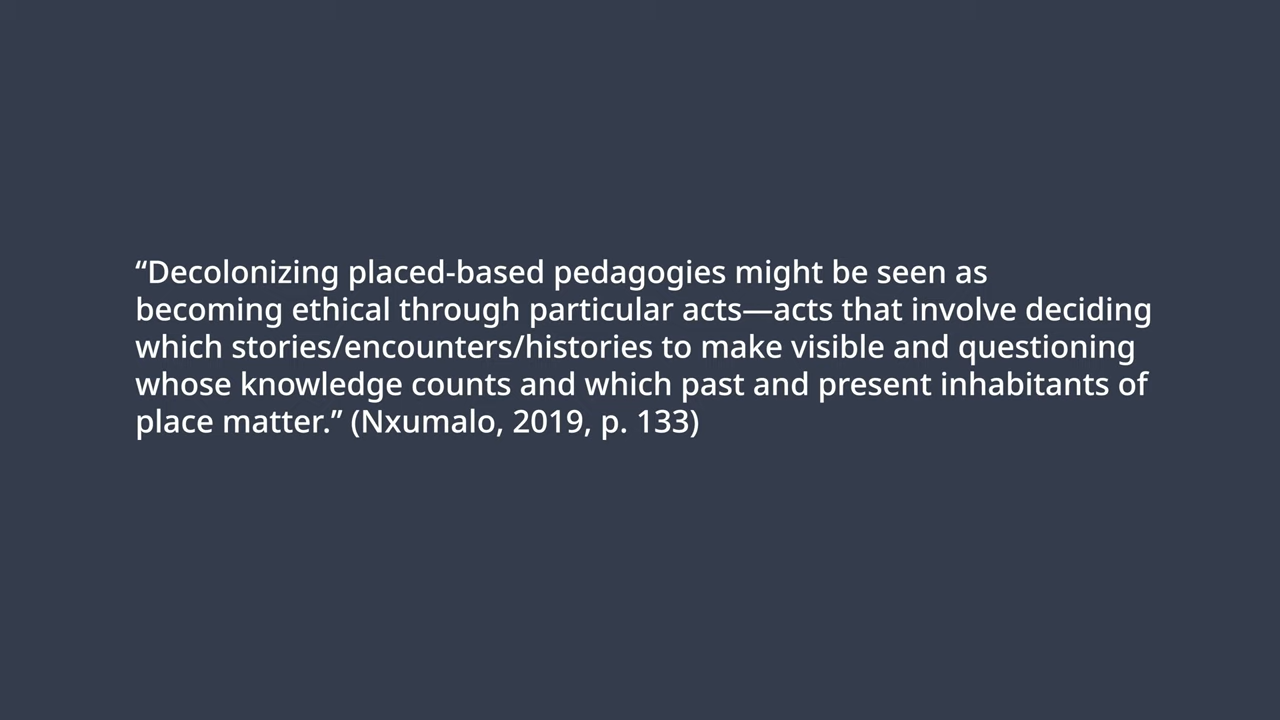 “Decolonizing placed-based pedagogies might be seen as
becoming ethical through particular acts—acts that involve deciding
which stories/encounters/histories to make visible and questioning
whose knowledge counts and which past and present inhabitants of
place matter.” (Nxumalo, 2019, p. 133)